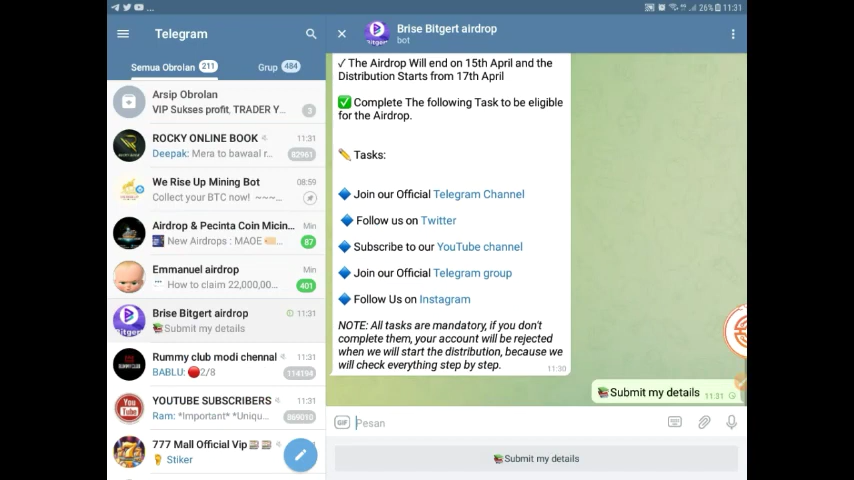 26% 11:31
Telegram
Semua Obrolan 211
Grup 484
Arsip Obrolan
VIP Sukses profit, TRADER Y... 3
ROCKY ONLINE BOOK 11:31
Deepak: Mera to bawaal r... 82961
We Rise Up Mining Bot 08:59
Collect your BTC now! ~~~...
Airdrop & Pecinta Coin Micin... Min
New Airdrops : MAOE 87
Emmanuel airdrop Min
How to claim 22,000,00... 401
Brise Bitgert airdrop 11:31
Submit my details
Rummy club modi chennai 11:31
BABLU: 2/8 114194
YOUTUBE SUBSCRIBERS 11:31
Ram: *Important* *Uniqu... 869010
777 Mall Official Vip 11:31
Stiker
Brise Bitgert airdrop
bot
✓ The Airdrop Will end on 15th April and the
Distribution Starts from 17th April
✅ Complete The following Task to be eligible
for the Airdrop.
✏️ Tasks:
🔷 Join our Official Telegram Channel
🔷 Follow us on Twitter
🔷 Subscribe to our YouTube channel
🔷 Join our Official Telegram group
🔷 Follow Us on Instagram
NOTE: All tasks are mandatory, if you don't
complete them, your account will be rejected
when we will start the distribution, because we
will check everything step by step.
11:30
Submit my details 11:31
GIF Pesan
Submit my details